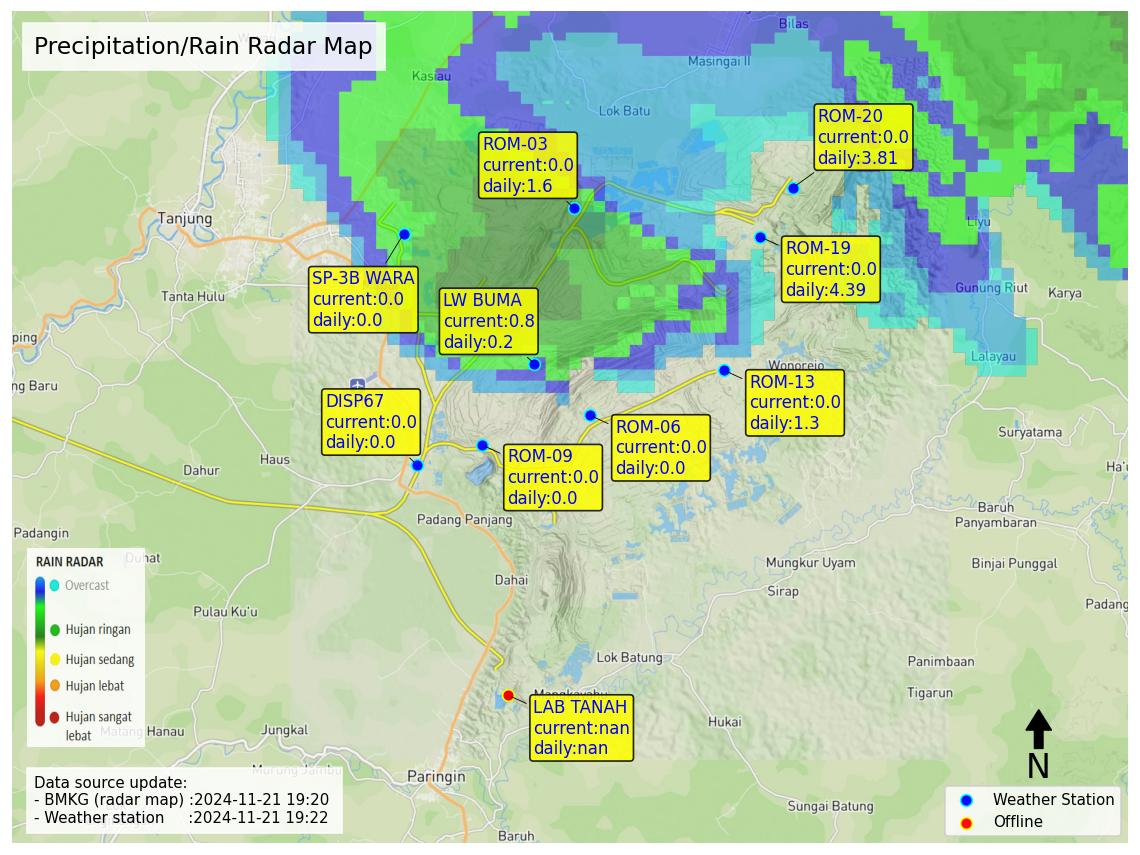 Precipitation/Rain Radar Map
Bilas
Masingai II
Kasiau
Lok Batu
ROM-20
current:0.0
daily:3.81
ROM-03
current:0.0
daily:1.6
Tanjung
Liyu
ROM-19
current:0.0
daily:4.39
SP-3B WARA
current:0.0
daily:0.0
Tanta Hulu
LW BUMA
current:0.8
daily:0.2
Gunung Riut
Karya
ping
Lalayau
Wonorejo
ng Baru
ROM-13
current:0.0
daily:1.3
DISP67
current:0.0
daily:0.0
ROM-06
current:0.0
daily:0.0
Suryatama
ROM-09
current:0.0
daily:0.0
Haus
Dahur
Ha'u
Padang Panjang
Baruh
Panyambaran
Padangin
Duhat
Mungkur Uyam
Binjai Punggal
Dahai
Sirap
Padang
Pulau Ku'u
RAIN RADAR
Overcast
Hujan ringan
Hujan sedang
Hujan lebat
Hujan sangat
lebat
Lok Batung
Panimbaan
Tigarun
Mangkayahu
LAB TANAH
current:nan
daily:nan
Hukai
Matang Hanau
Jungkal
Murung Jambu
Paringin
N
Data source update:
- BMKG (radar map) :2024-11-21 19:20
- Weather station :2024-11-21 19:22
Sungai Batung
Baruh
Weather Station
Offline